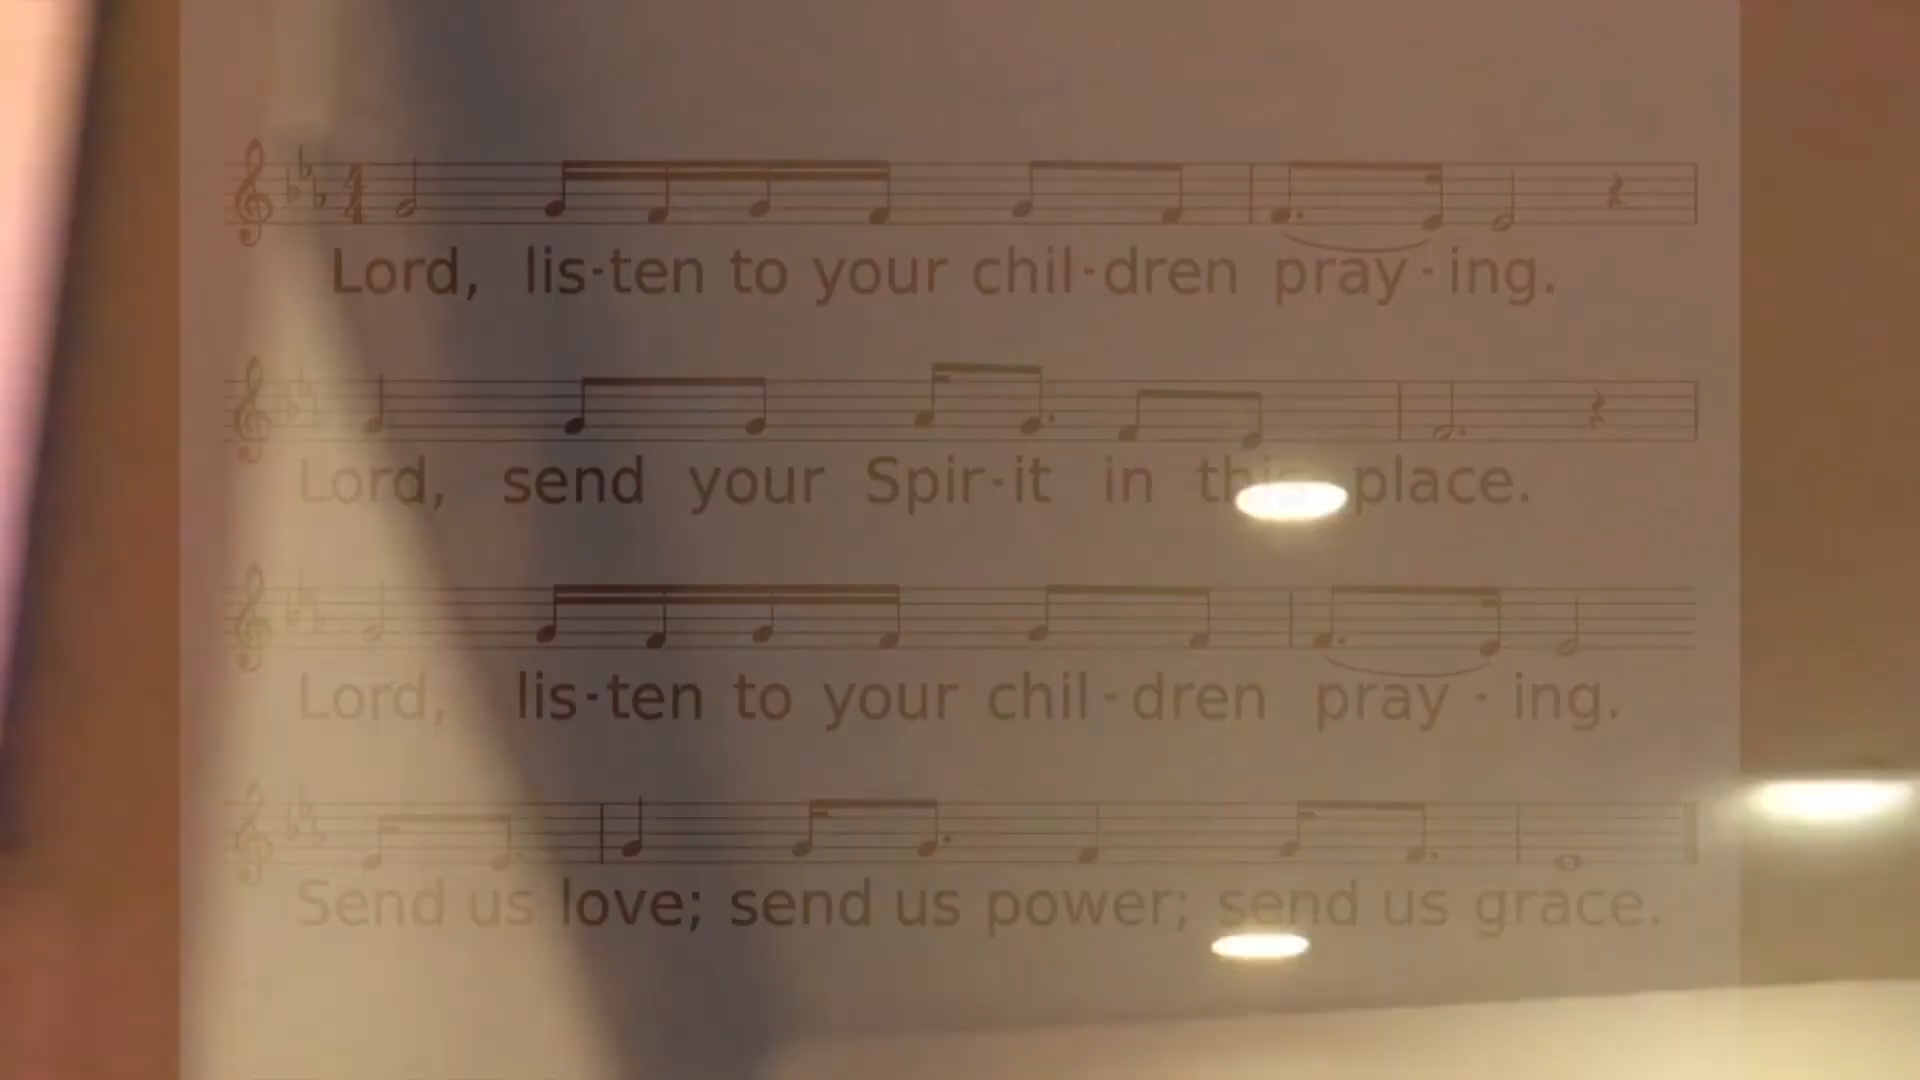 Lord, lis-ten to your chil-dren pray-ing.
Lord, send your Spir-it in this place.
Lord, lis-ten to your chil-dren pray-ing.
Send us love; send us power; send us grace.